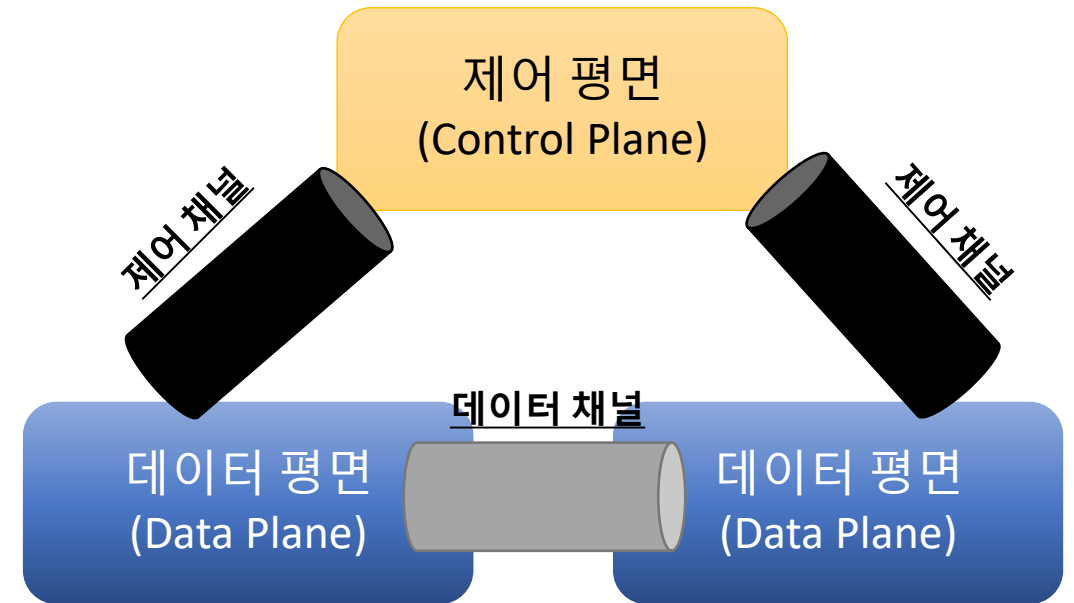 제어 평면
(Control Plane)
제어 채널
제어 채널
데이터 채널
데이터 평면
(Data Plane)
데이터 평면
(Data Plane)